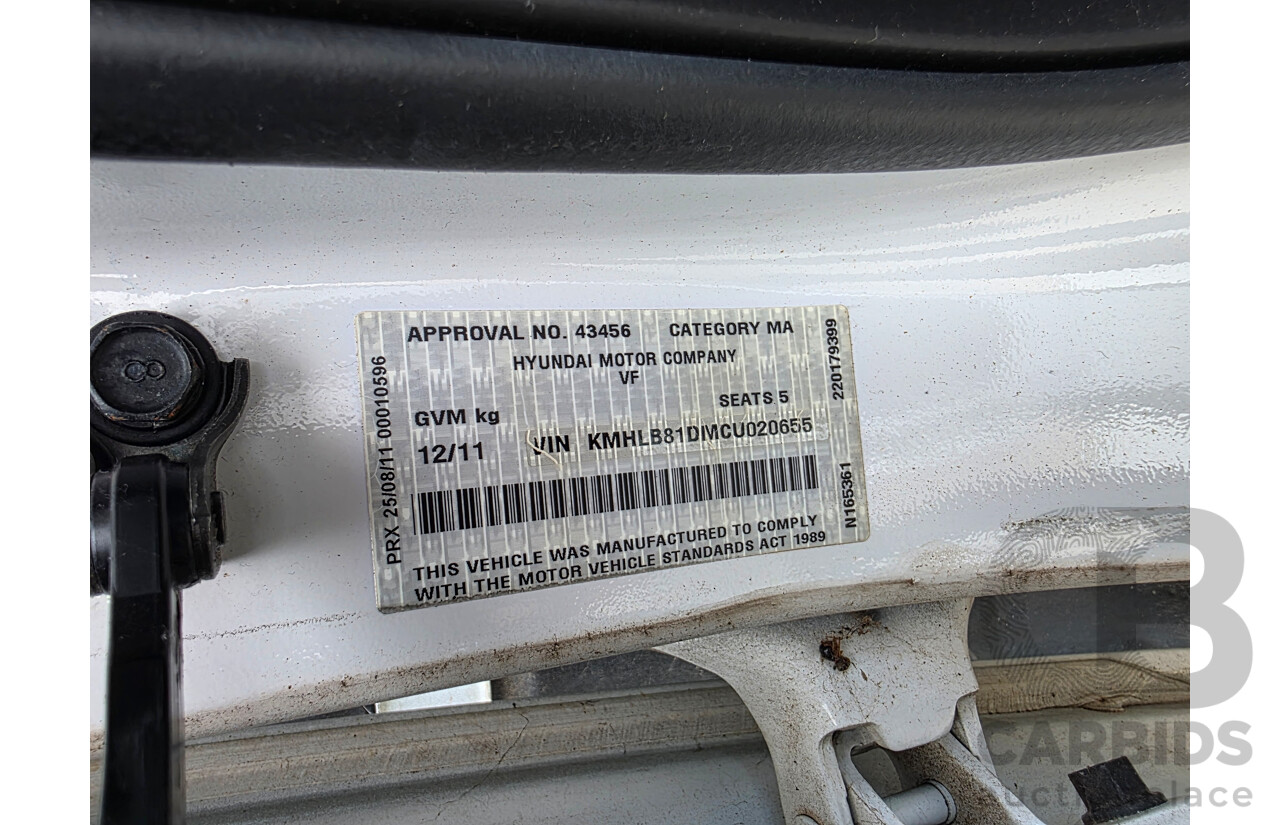 APPROVAL NO. 43456 CATEGORY MA
HYUNDAI MOTOR COMPANY
VF
SEATS 5
GVM kg
12/11 VIN KMHLB81DMCU020655
THIS VEHICLE WAS MANUFACTURED TO COMPLY
WITH THE MOTOR VEHICLE STANDARDS ACT 1989
PRX 25/08/11 00010596
220179399
N165361
8
B
CARBIDS